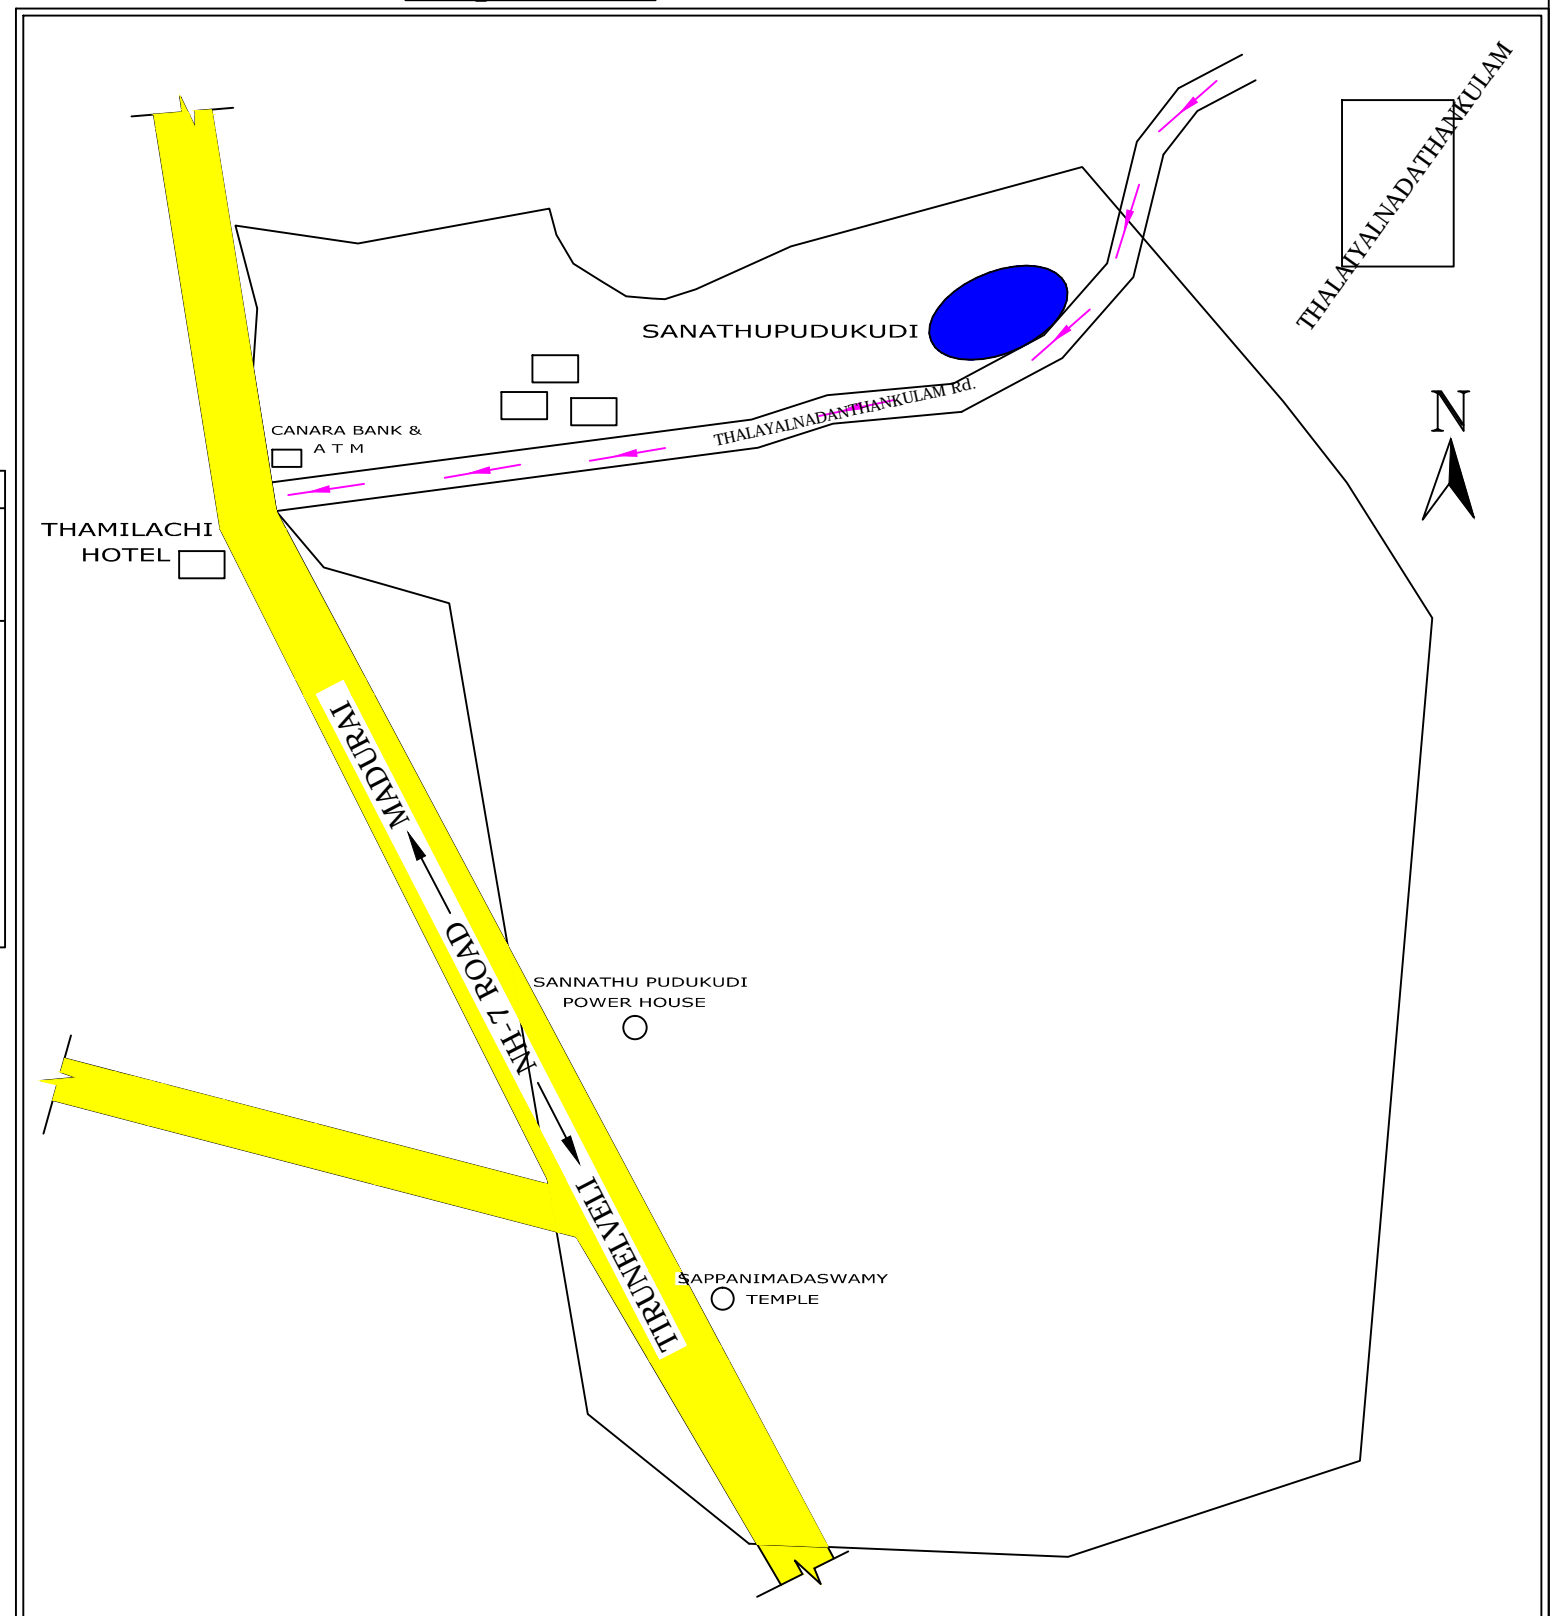 THALAIYALNADATHANKULAM
SANATHUPUDUKUDI
THALAYALNADANTHANKULAM Rd.
N
CANARA BANK &
A T M
THAMILACHI
HOTEL
MADURAI
NH-7 ROAD
TIRUNELVELI
SANNATHU PUDUKUDI
POWER HOUSE
SAPPANIMADASWAMY
TEMPLE